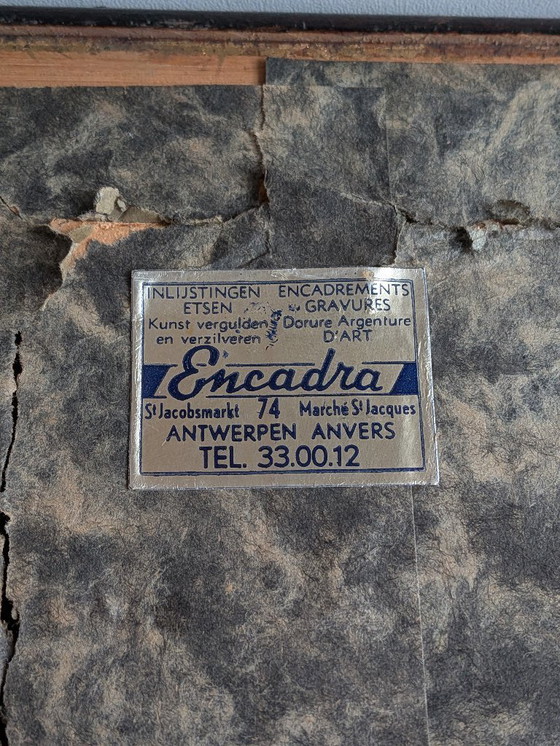 INLIJSTINGEN ENCADREMENTS
ETSEN GRAVURES
Kunst vergulden Dorure Argenture
en verzilveren D'ART
Encadra
St Jacobsmarkt 74 Marché St Jacques
ANTWERPEN ANVERS
TEL. 33.00.12